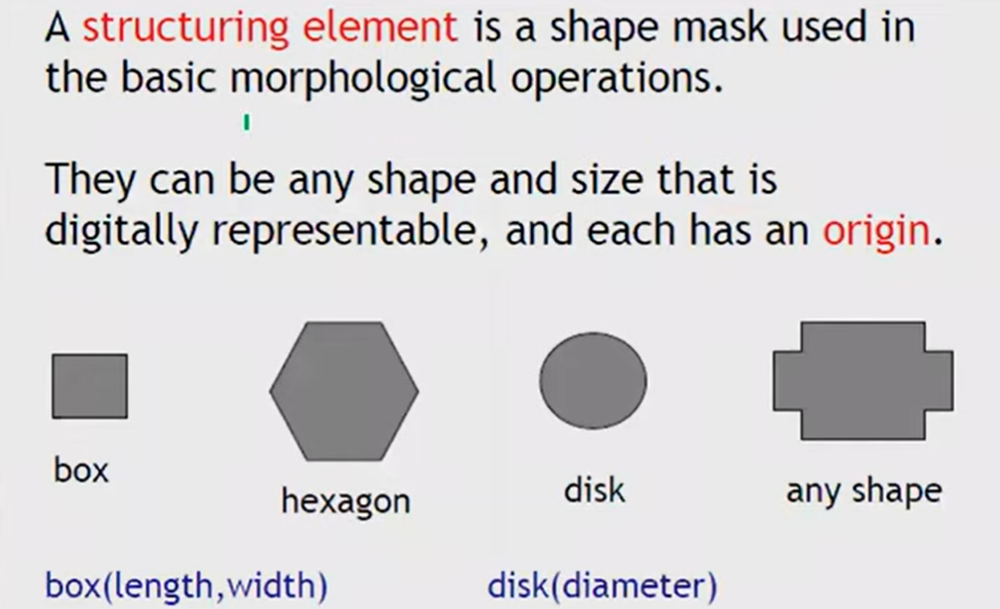 A structuring element is a shape mask used in
the basic morphological operations.
They can be any shape and size that is
digitally representable, and each has an origin.
box
hexagon
disk
any shape
box(length,width)
disk(diameter)